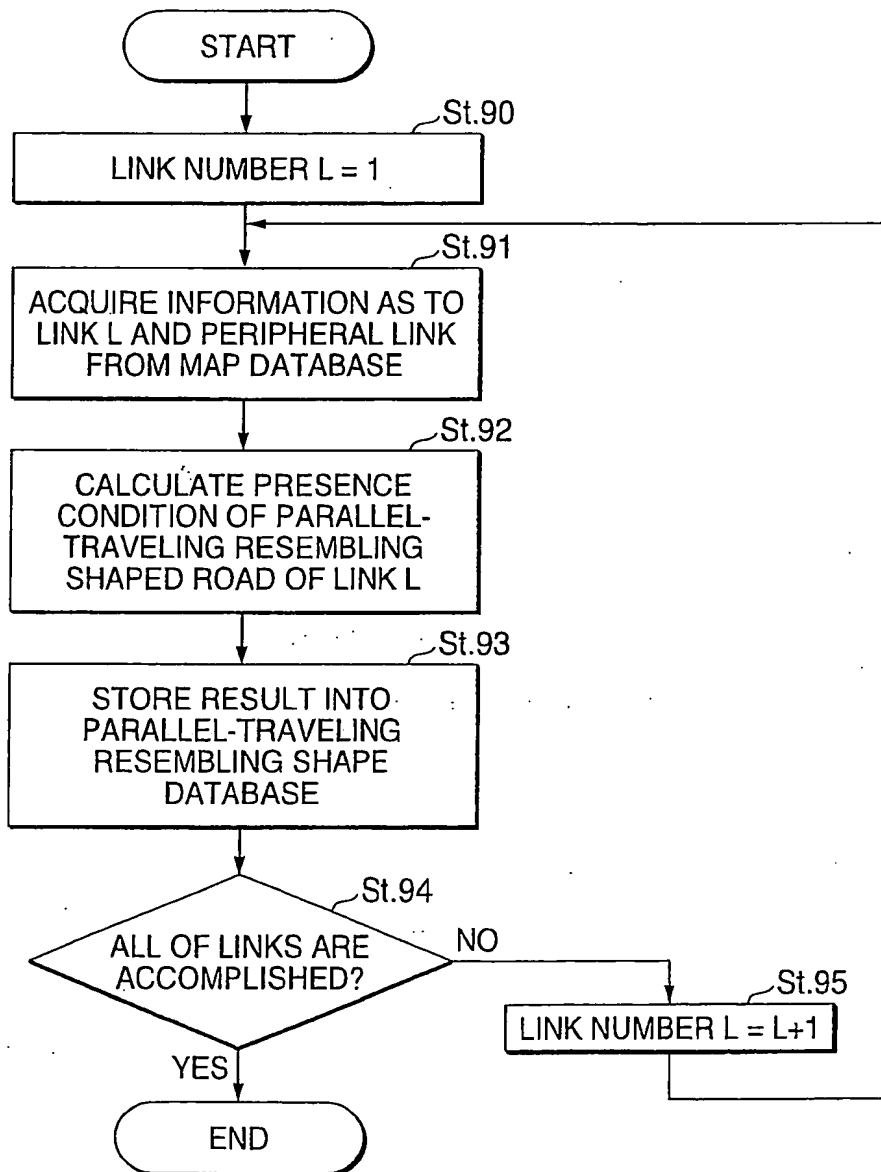 START
St.90
LINK NUMBER L = 1
St.91
ACQUIRE INFORMATION AS TO
LINK L AND PERIPHERAL LINK
FROM MAP DATABASE
St.92
CALCULATE PRESENCE
CONDITION OF PARALLEL-
TRAVELING RESEMBLING
SHAPED ROAD OF LINK L
St.93
STORE RESULT INTO
PARALLEL-TRAVELING
RESEMBLING SHAPE
DATABASE
St.94
ALL OF LINKS ARE
ACCOMPLISHED?
NO
St.95
LINK NUMBER L = L+1
YES
END